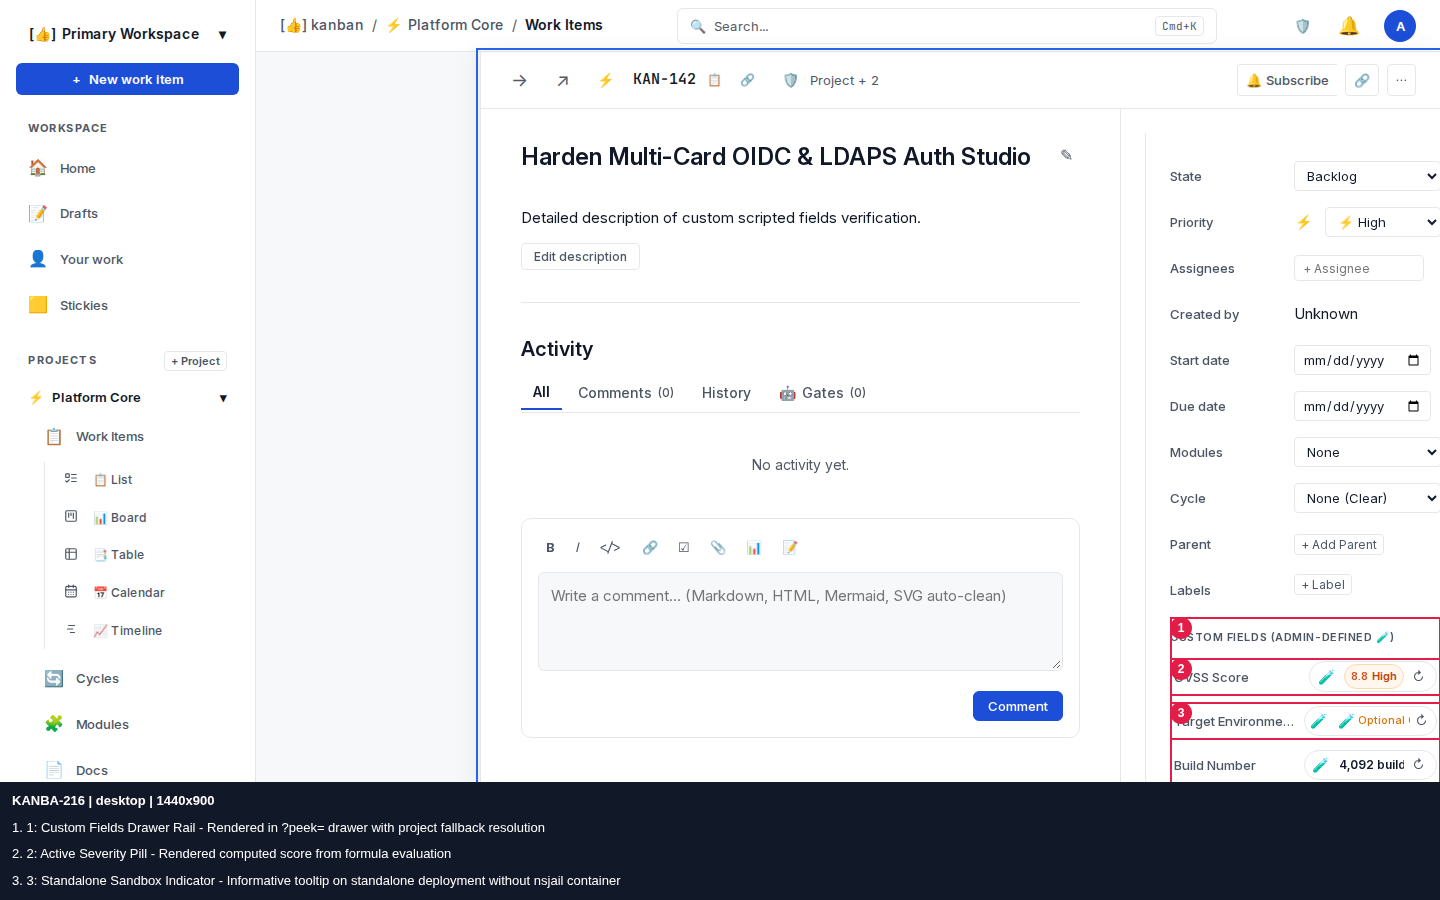 [👍] Primary Workspace ▾
+ New work item
WORKSPACE
🏠 Home
📝 Drafts
👤 Your work
🟨 Stickies
PROJECTS + Project
⚡ Platform Core ▾
📋 Work Items
📋 List
📊 Board
📑 Table
📅 Calendar
📈 Timeline
🔄 Cycles
🧩 Modules
📄 Docs
[👍] kanban / ⚡ Platform Core / Work Items
🔍 Search... Cmd+K
🛡️ 🔔 A
→ ↗ ⚡ KAN-142 📋 🔗 🛡️ Project + 2
🔔 Subscribe 🔗 ···
Harden Multi-Card OIDC & LDAPS Auth Studio ✎
Detailed description of custom scripted fields verification.
Edit description
Activity
All Comments (0) History 🤖 Gates (0)
No activity yet.
B I </> 🔗 ☑ 📎 📊 📝
Write a comment... (Markdown, HTML, Mermaid, SVG auto-clean)
Comment
State Backlog
Priority ⚡ ⚡ High
Assignees + Assignee
Created by Unknown
Start date mm/dd/yyyy
Due date mm/dd/yyyy
Modules None
Cycle None (Clear)
Parent + Add Parent
Labels + Label
1
CUSTOM FIELDS (ADMIN-DEFINED 🧪)
2
CVSS Score 🧪 8.8 High ↻
3
Target Environme... 🧪 🧪 Optional ↻
Build Number 🧪 4,092 build ↻
KANBA-216 | desktop | 1440x900
1. 1: Custom Fields Drawer Rail - Rendered in ?peek= drawer with project fallback resolution
2. 2: Active Severity Pill - Rendered computed score from formula evaluation
3. 3: Standalone Sandbox Indicator - Informative tooltip on standalone deployment without nsjail container